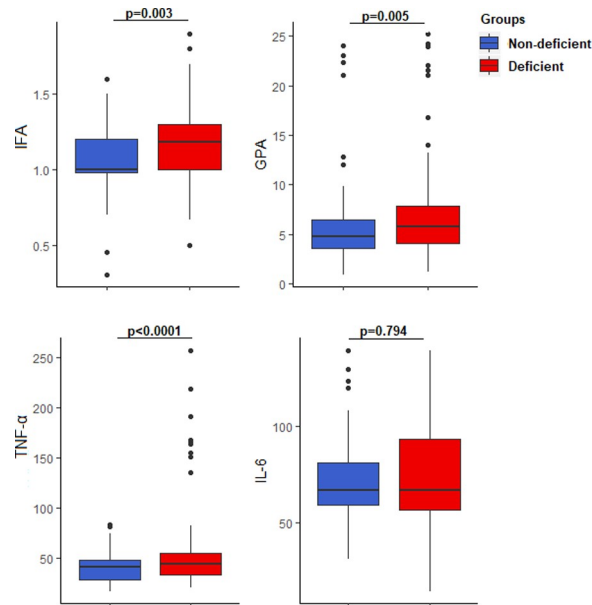 p=0.003
IFA
1.5
1.0
0.5
p=0.005
GPA
25
20
15
10
5
0
Groups
Non-deficient
Deficient
p<0.0001
TNF-α
250
200
150
100
50
p=0.794
IL-6
100
50